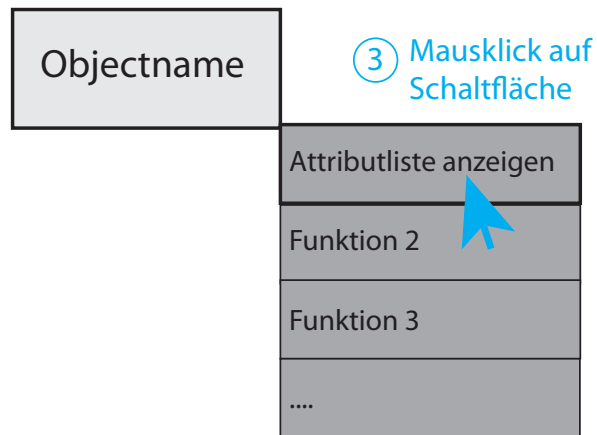 Objectname
3 Mausklick auf
Schaltfläche
Attributliste anzeigen
Funktion 2
Funktion 3
....